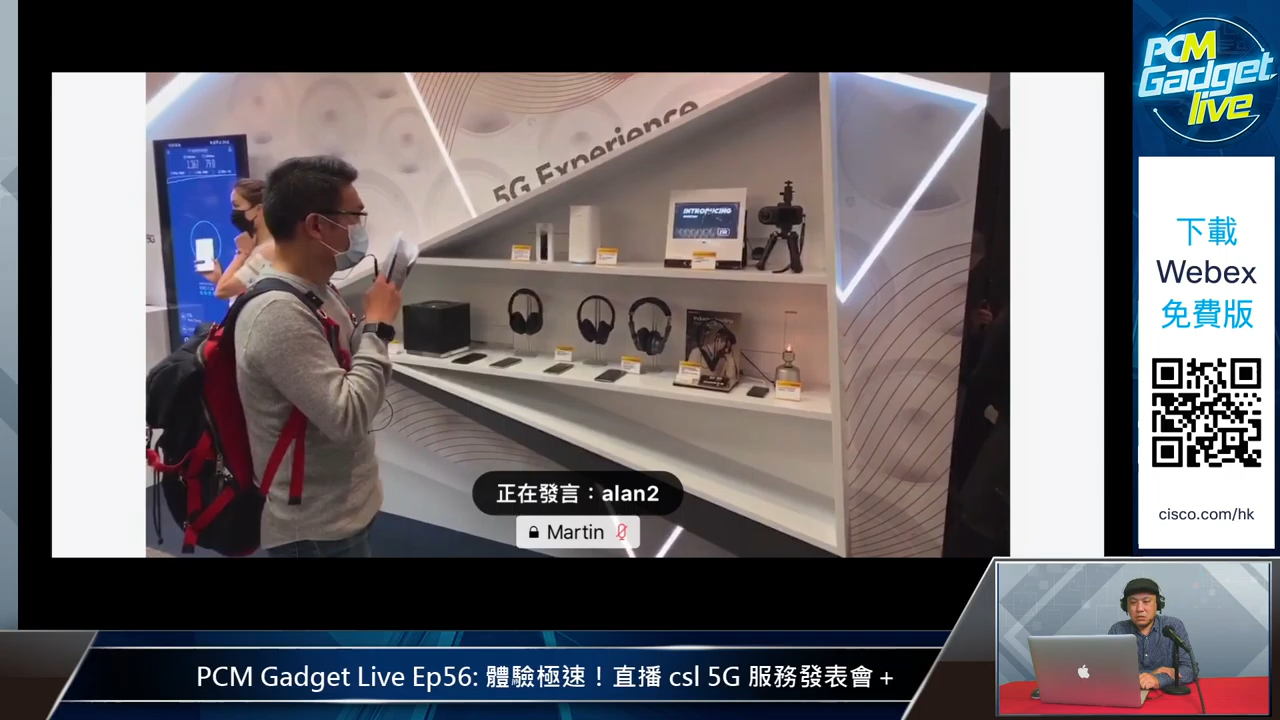 PCM
Gadget
live
5G Experience
INTRODUCING
下載
Webex
免費版
cisco.com/hk
正在發言：alan2
Martin
PCM Gadget Live Ep56: 體驗極速！直播 csl 5G 服務發表會 +